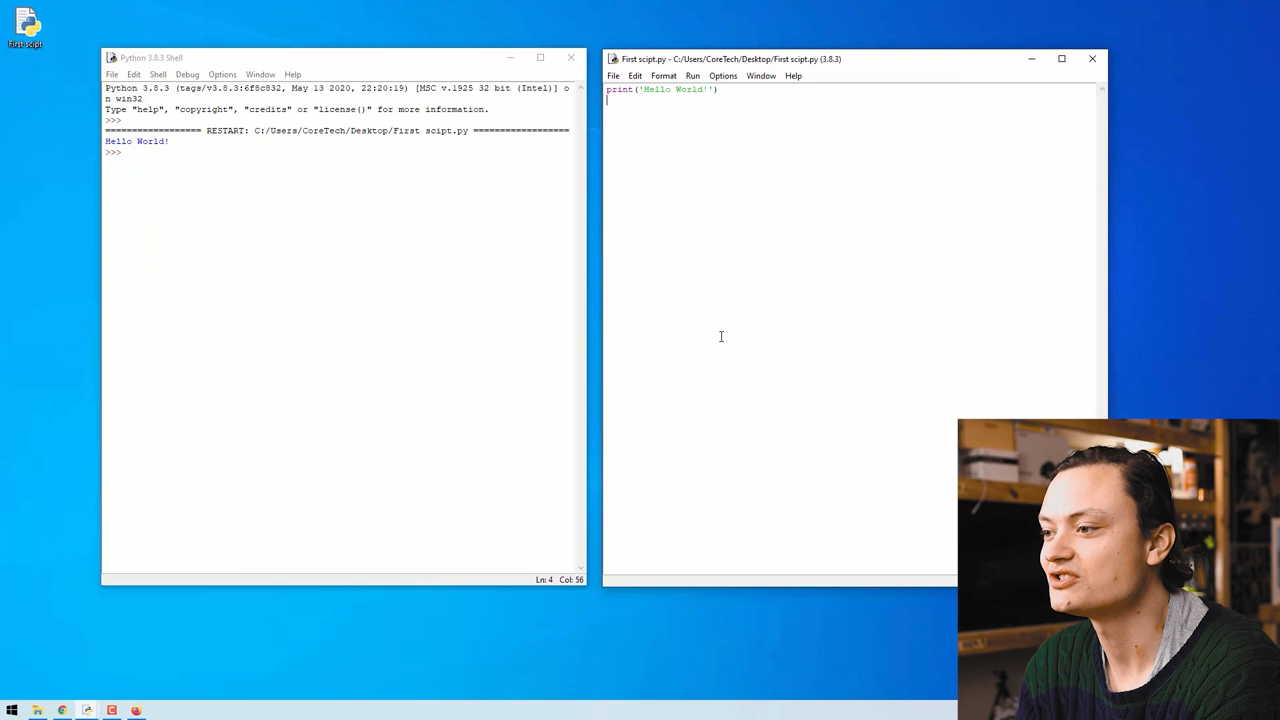 First scipt
Python 3.8.3 Shell
File Edit Shell Debug Options Window Help
Python 3.8.3 (tags/v3.8.3:6f8c832, May 13 2020, 22:20:19) [MSC v.1925 32 bit (Intel)] o
n win32
Type "help", "copyright", "credits" or "license()" for more information.
>>>
================== RESTART: C:/Users/CoreTech/Desktop/First scipt.py ==================
Hello World!
>>>
Ln: 4 Col: 56
First scipt.py - C:/Users/CoreTech/Desktop/First scipt.py (3.8.3)
File Edit Format Run Options Window Help
print('Hello World!')